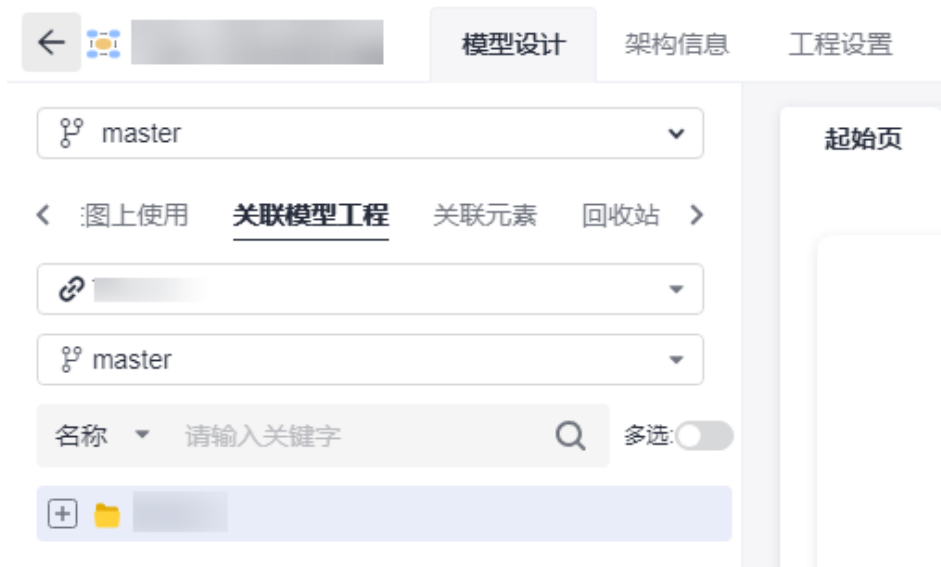 模型设计 架构信息 工程设置
master
起始页
图上使用 关联模型工程 关联元素 回收站
master
名称 请输入关键字 多选: